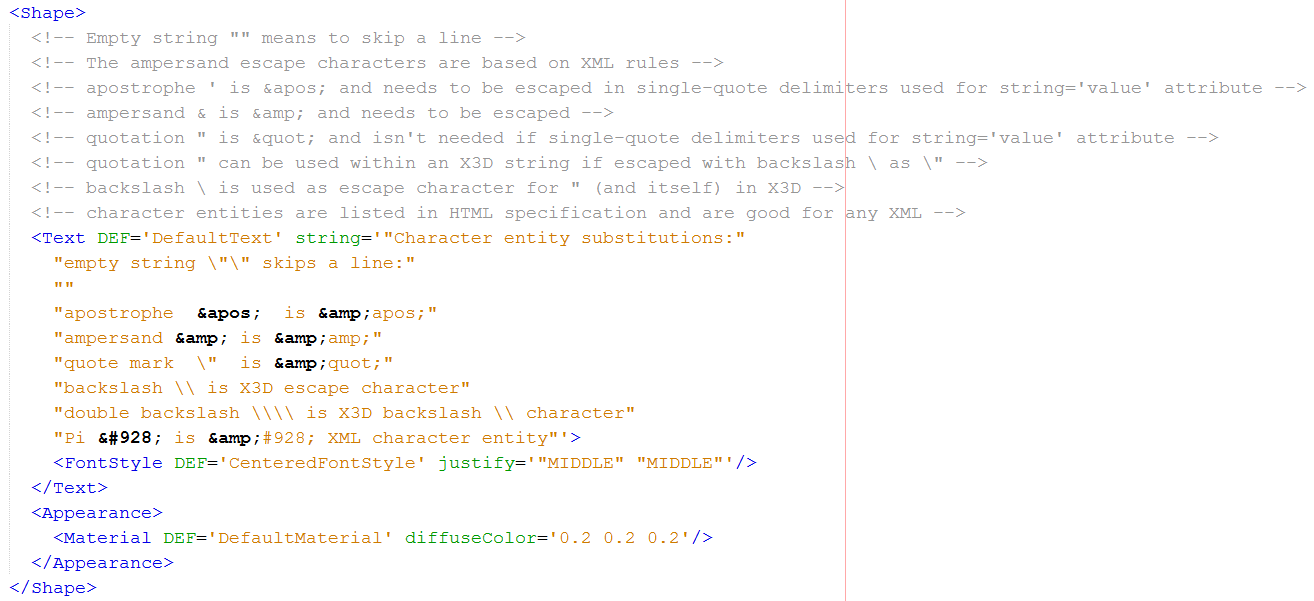 <Shape>
<!-- Empty string "" means to skip a line -->
<!-- The ampersand escape characters are based on XML rules -->
<!-- apostrophe ' is &apos; and needs to be escaped in single-quote delimiters used for string='value' attribute -->
<!-- ampersand & is &amp; and needs to be escaped -->
<!-- quotation " is &quot; and isn't needed if single-quote delimiters used for string='value' attribute -->
<!-- quotation " can be used within an X3D string if escaped with backslash \ as \" -->
<!-- backslash \ is used as escape character for " (and itself) in X3D -->
<!-- character entities are listed in HTML specification and are good for any XML -->
<Text DEF='DefaultText' string='"Character entity substitutions:"
"empty string \"\" skips a line:"
""
"apostrophe  &apos;  is &amp;apos;"
"ampersand &amp; is &amp;amp;"
"quote mark  \"  is &amp;quot;"
"backslash \\ is X3D escape character"
"double backslash \\\\ is X3D backslash \\ character"
"Pi &#928; is &amp;#928; XML character entity"'>
<FontStyle DEF='CenteredFontStyle' justify='"MIDDLE" "MIDDLE"'/>
</Text>
<Appearance>
<Material DEF='DefaultMaterial' diffuseColor='0.2 0.2 0.2'/>
</Appearance>
</Shape>